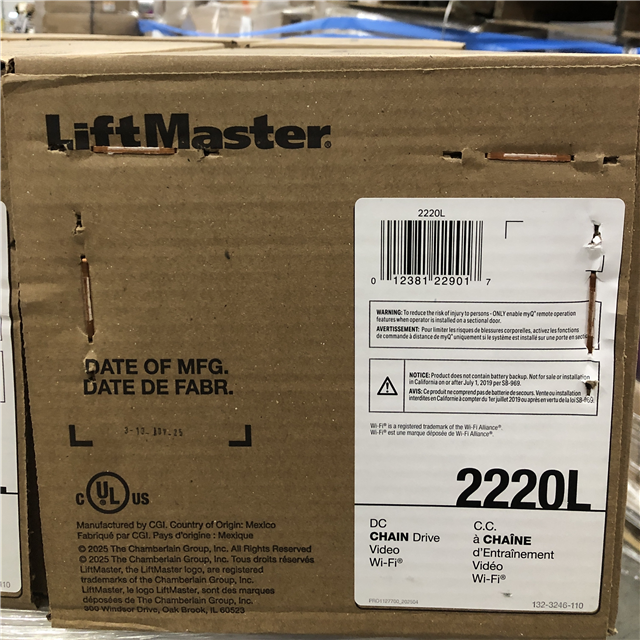 LiftMaster®
2220L
0 12381 22901 7
WARNING: To reduce the risk of injury to persons - ONLY enable myQ® remote operation
features when operator is installed on a sectional door.
AVERTISSEMENT: Pour limiter les risques de blessures corporelles, activez les fonctions
de commande à distance de myQ® uniquement si le système est installé sur une porte en
NOTICE: Product does not contain battery backup. Not for sale or installation
in California on or after July 1, 2019 per SB-969.
AVIS: Ce produit ne comprend pas de batterie de secours. Vente ou installation
interdites en Californie à compter du 1er juillet 2019 ou après en vertu de la loi SB-969.
DATE OF MFG.
DATE DE FABR.
Wi-Fi® is a registered trademark of the Wi-Fi Alliance®.
Wi-Fi® est une marque déposée de Wi-Fi Alliance®.
2220L
C UL US
Manufactured by CGI. Country of Origin: Mexico
Fabriqué par CGI. Pays d'origine : Mexique
© 2025 The Chamberlain Group, Inc. All Rights Reserved
© 2025 The Chamberlain Group, Inc. Tous droits réservés
LiftMaster, the LiftMaster logo, are registered
trademarks of the Chamberlain Group, Inc.
LiftMaster, le logo LiftMaster, sont des marques
déposées de The Chamberlain Group, Inc.
300 Windsor Drive, Oak Brook, IL 60523
DC
CHAIN Drive
Video
Wi-Fi®
C.C.
à CHAÎNE
d'Entraînement
Vidéo
Wi-Fi®
132-3246-110